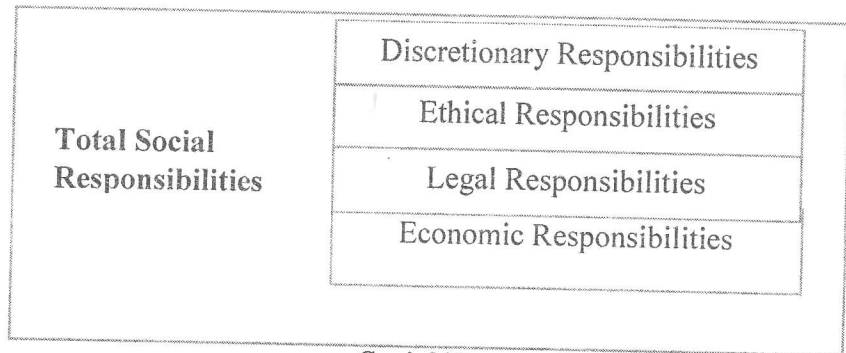 Discretionary Responsibilities
Ethical Responsibilities
Total Social
Responsibilities
Legal Responsibilities
Economic Responsibilities